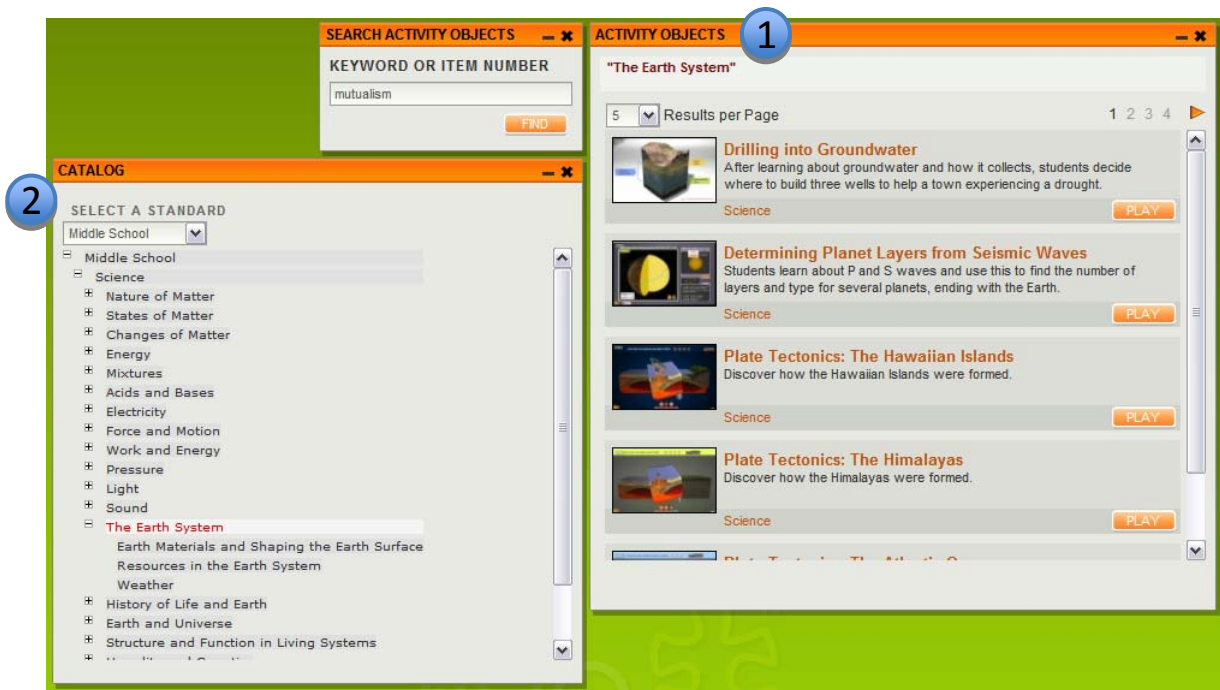 SEARCH ACTIVITY OBJECTS
KEYWORD OR ITEM NUMBER
mutualism
FIND
2
CATALOG
SELECT A STANDARD
Middle School
Middle School
Science
Nature of Matter
States of Matter
Changes of Matter
Energy
Mixtures
Acids and Bases
Electricity
Force and Motion
Work and Energy
Pressure
Light
Sound
The Earth System
Earth Materials and Shaping the Earth Surface
Resources in the Earth System
Weather
History of Life and Earth
Earth and Universe
Structure and Function in Living Systems
ACTIVITY OBJECTS
1
"The Earth System"
5 Results per Page 1 2 3 4
Drilling into Groundwater
After learning about groundwater and how it collects, students decide
where to build three wells to help a town experiencing a drought.
Science PLAY
Determining Planet Layers from Seismic Waves
Students learn about P and S waves and use this to find the number of
layers and type for several planets, ending with the Earth.
Science PLAY
Plate Tectonics: The Hawaiian Islands
Discover how the Hawaiian Islands were formed.
Science PLAY
Plate Tectonics: The Himalayas
Discover how the Himalayas were formed.
Science PLAY